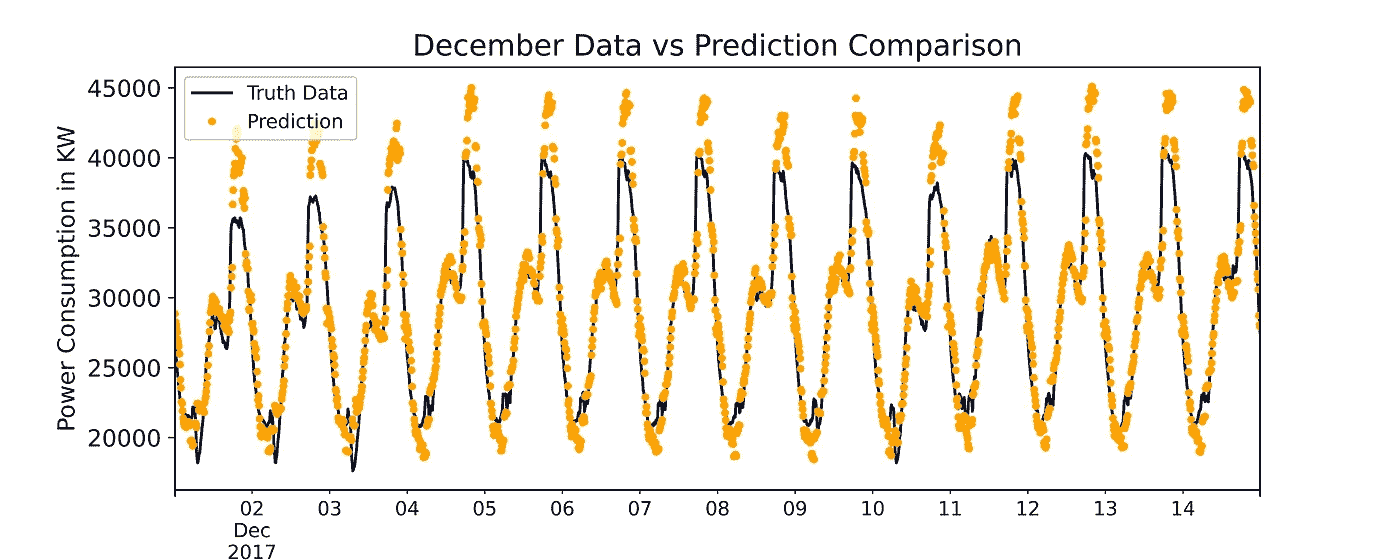 December Data vs Prediction Comparison
Power Consumption in KW
45000
40000
35000
30000
25000
20000
Truth Data
Prediction
02 03 04 05 06 07 08 09 10 11 12 13 14
Dec
2017